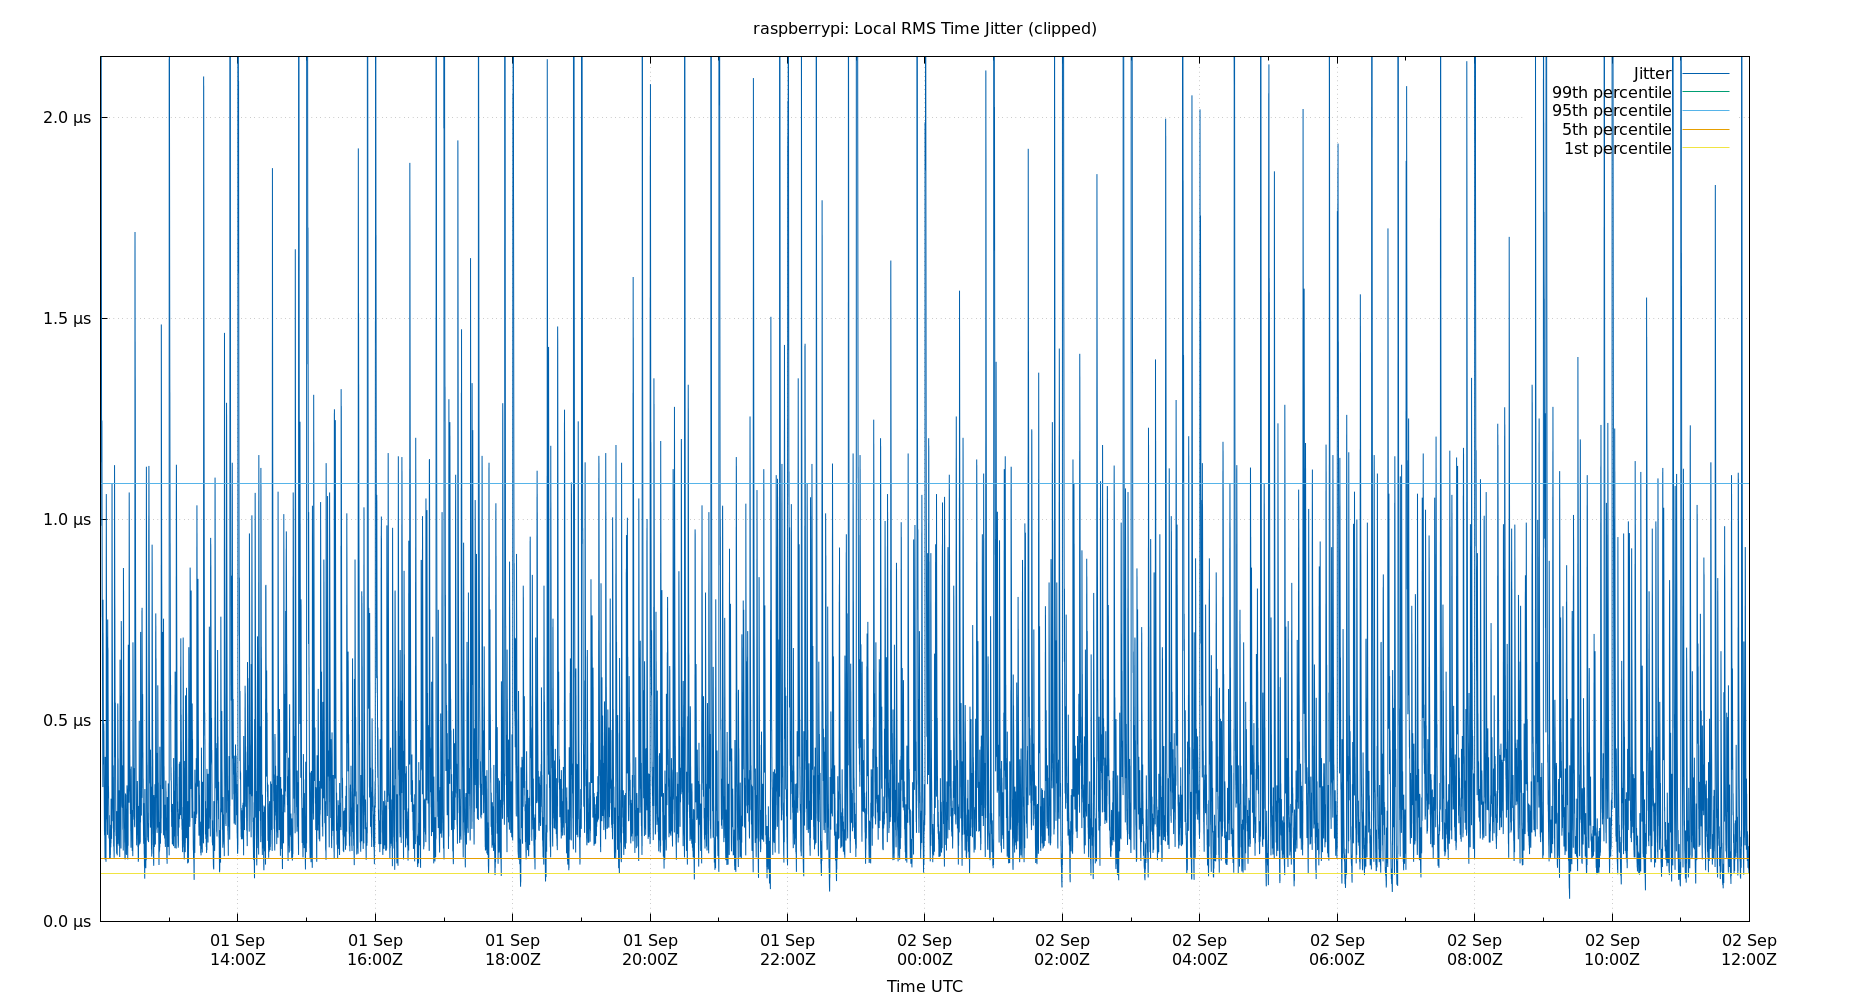 raspberrypi: Local RMS Time Jitter (clipped)
Jitter
99th percentile
95th percentile
5th percentile
1st percentile
2.0 µs
1.5 µs
1.0 µs
0.5 µs
0.0 µs
01 Sep 01 Sep 01 Sep 01 Sep 01 Sep 02 Sep 02 Sep 02 Sep 02 Sep 02 Sep 02 Sep 02 Sep
14:00Z 16:00Z 18:00Z 20:00Z 22:00Z 00:00Z 02:00Z 04:00Z 06:00Z 08:00Z 10:00Z 12:00Z
Time UTC